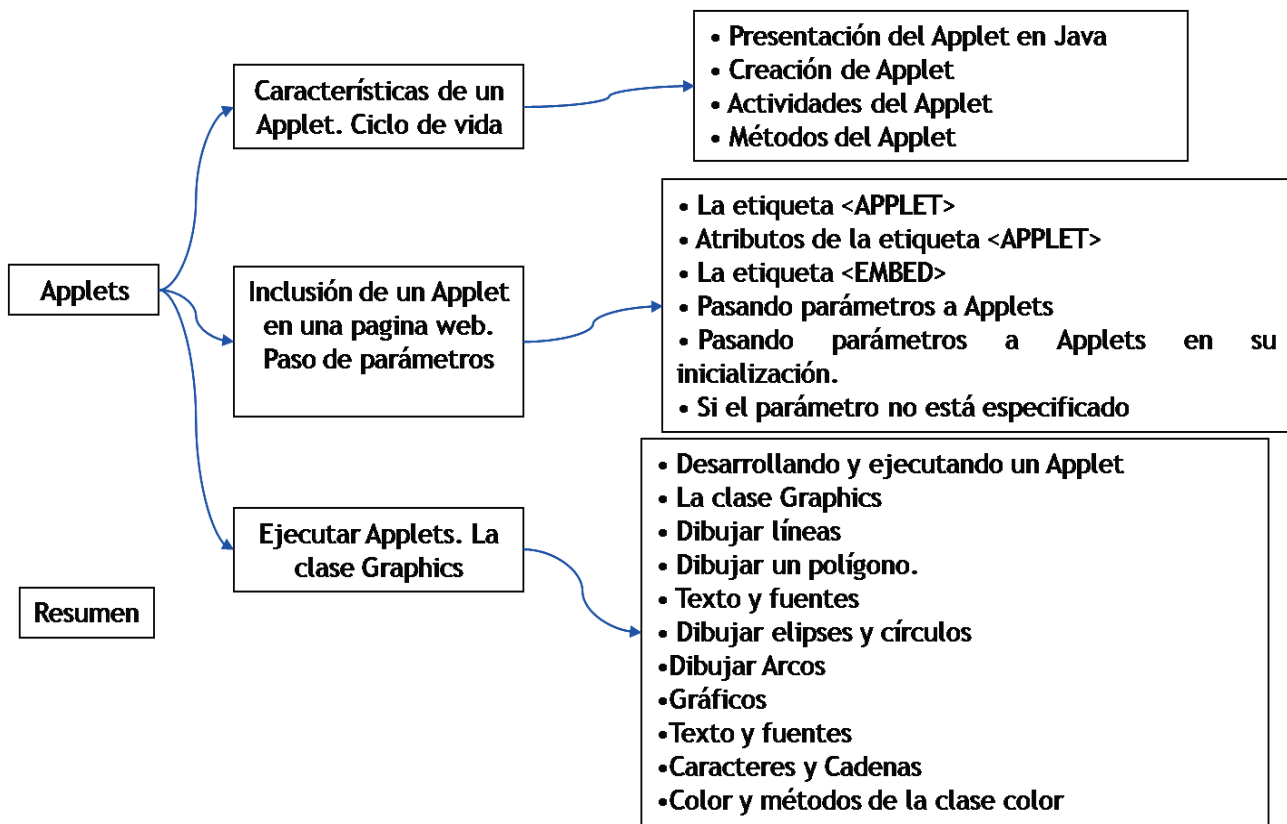 Applets
Resumen
Característícas de un
Applet. Ciclo de vida
• Presentación del Applet en Java
• Creación de Applet
• Actividades del Applet
• Métodos del Applet
Inclusión de un Applet
en una pagina web.
Paso de parámetros
• La etiqueta <APPLET>
• Atributos de la etiqueta <APPLET>
• La etiqueta <EMBED>
• Pasando parámetros a Applets
• Pasando parámetros a Applets en su
inicialización.
• Si el parámetro no está especificado
Ejecutar Applets. La
clase Graphics
• Desarrollando y ejecutando un Applet
• La clase Graphics
• Dibujar líneas
• Dibujar un polígono.
• Texto y fuentes
• Dibujar elipses y círculos
•Dibujar Arcos
•Gráficos
•Texto y fuentes
•Caracteres y Cadenas
•Color y métodos de la clase color